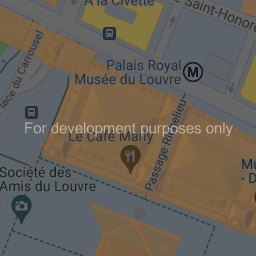 A la Civette
Saint-Honor
Palais Royal
Musée du Louvre
M
lace du Carrousel
For development purposes only
Le Café Marly
Passage Richelieu
Société des
Amis du Louvre
Mu
- D